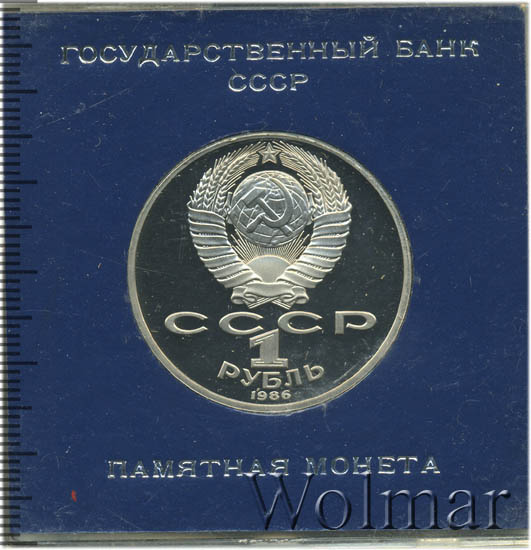 ГОСУДАРСТВЕННЫЙ БАНК
СССР
СССР
1
РУБЛЬ
1986
ПАМЯТНАЯ МОНЕТА
Wolmar